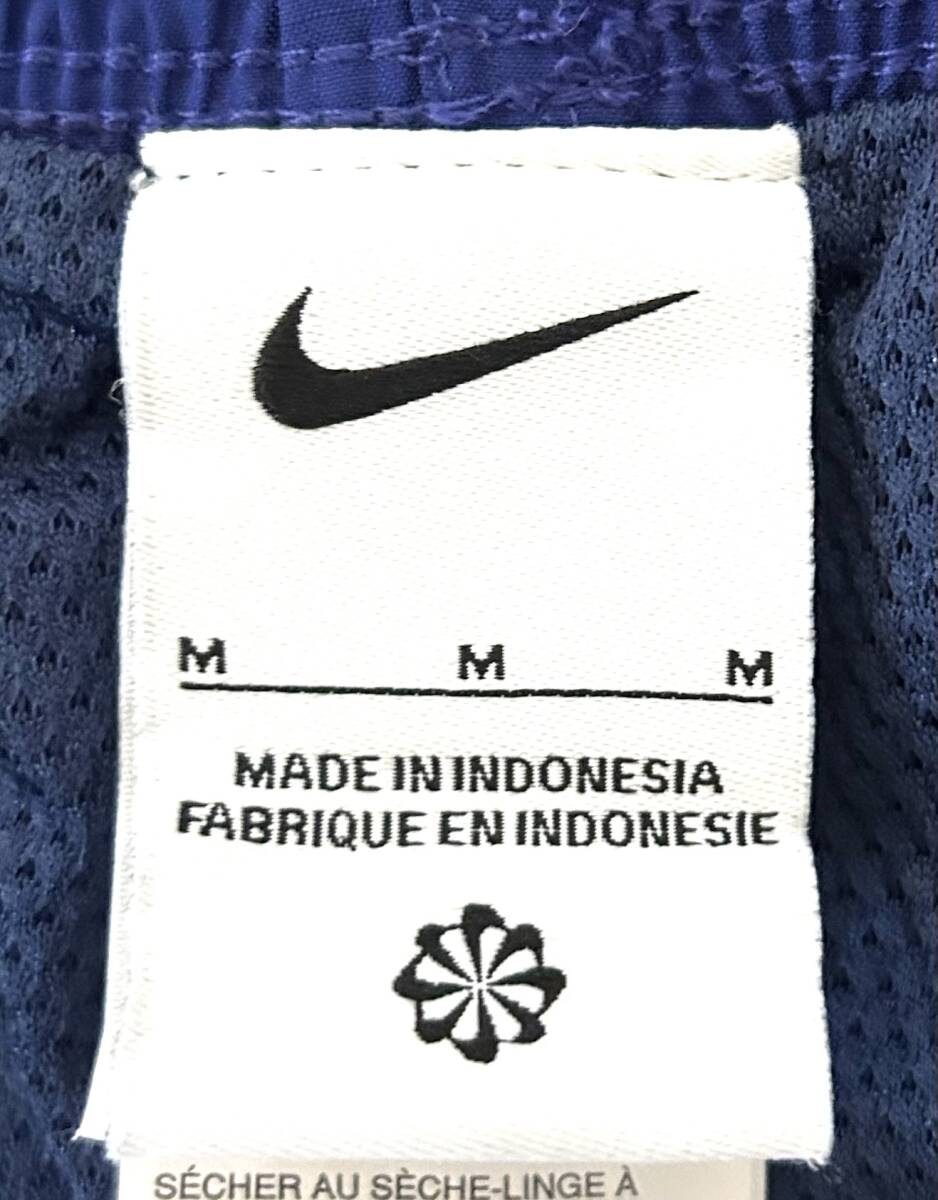 M M M
MADE IN INDONESIA
FABRIQUE EN INDONESIE
SÉCHER AU SÈCHE-LINGE À